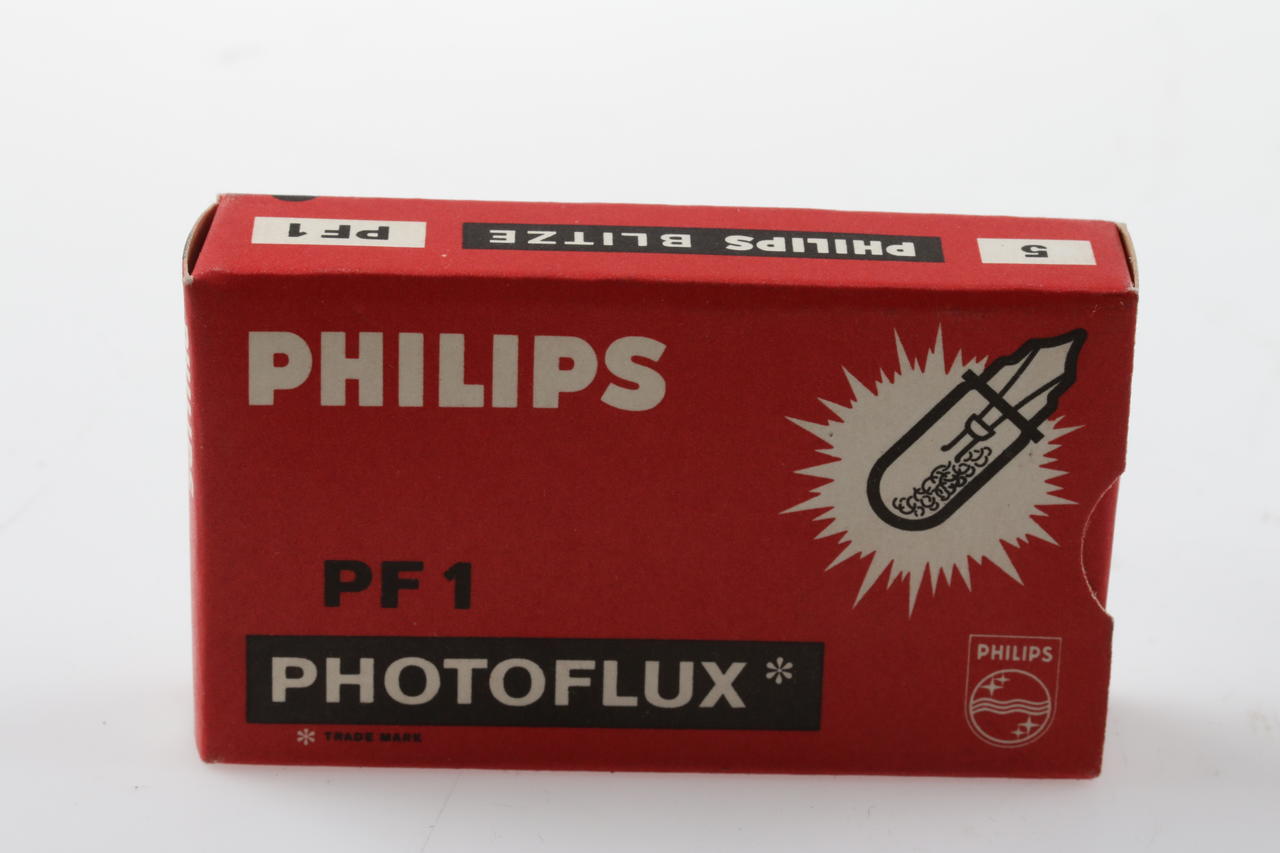 PF1 PHILIPS BLITZE 5
PHILIPS
PF 1
PHOTOFLUX *
* TRADE MARK
PHILIPS